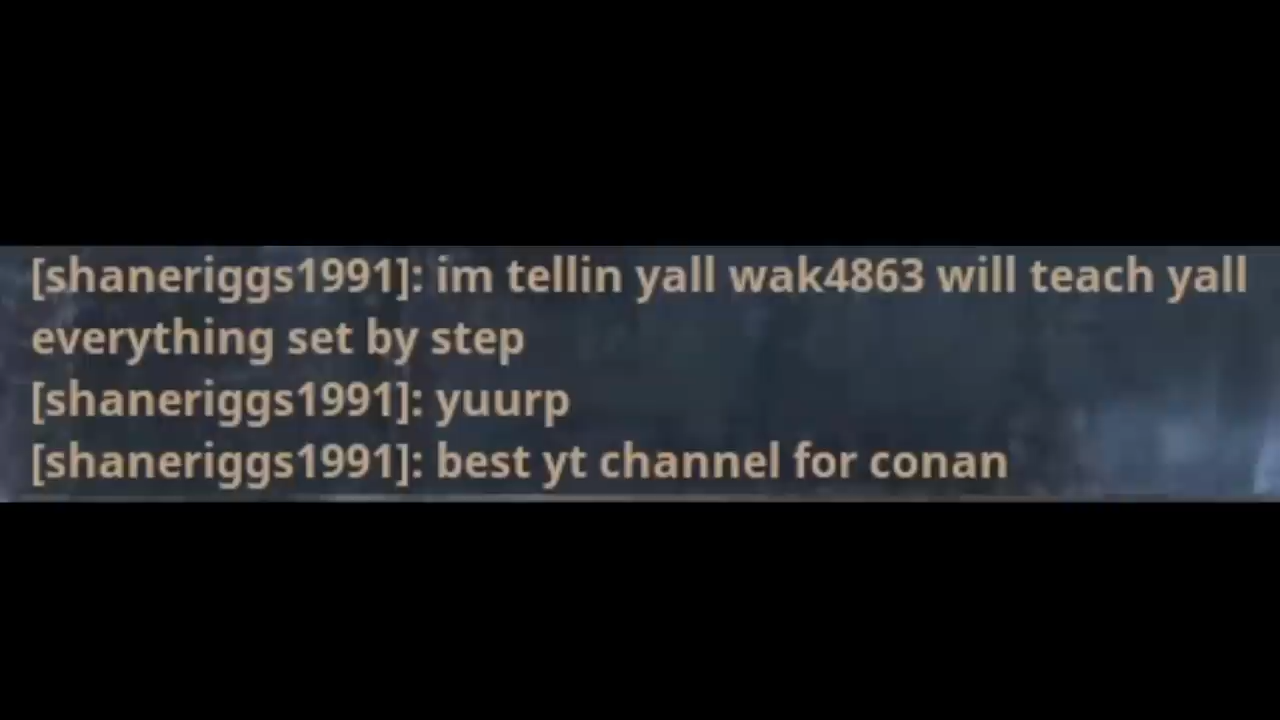 [shaneriggs1991]: im tellin yall wak4863 will teach yall
everything set by step
[shaneriggs1991]: yuurp
[shaneriggs1991]: best yt channel for conan